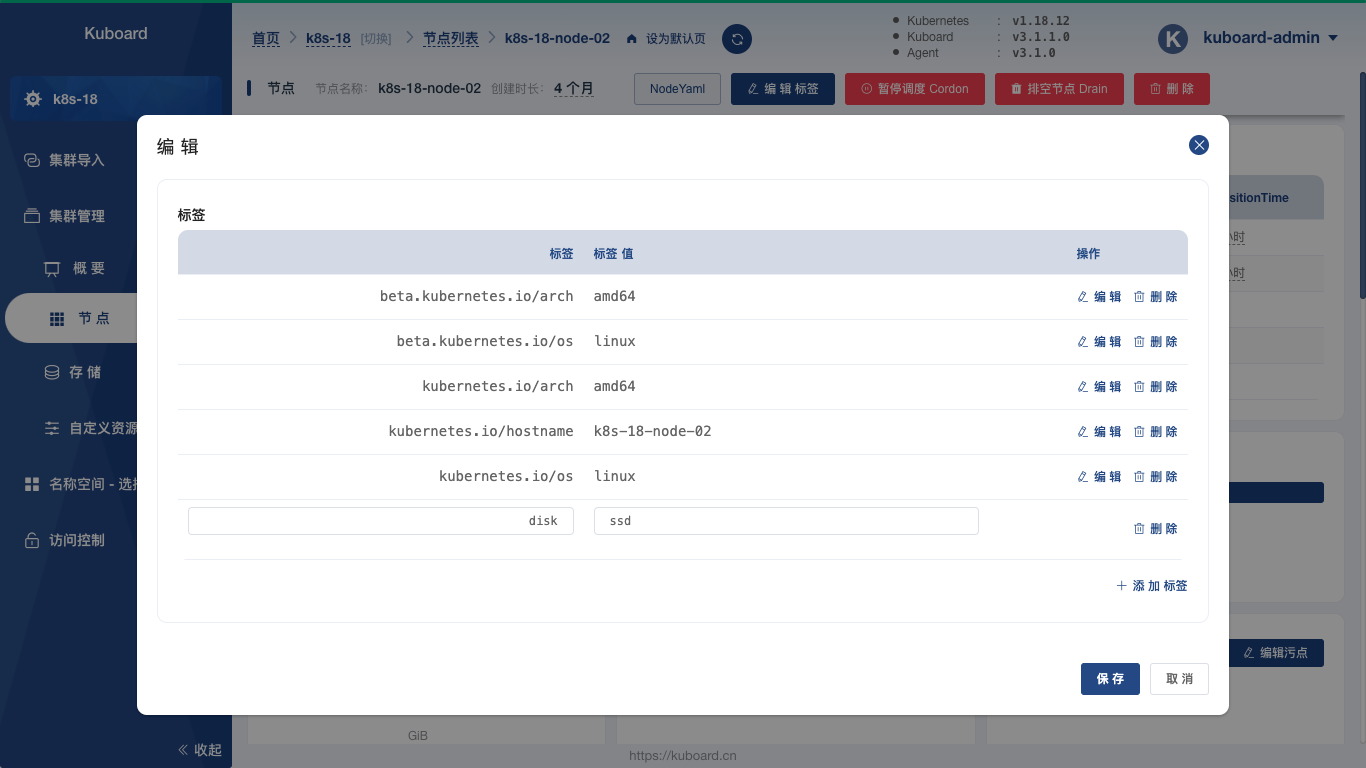 Kuboard
首页 > k8s-18 [切换] > 节点列表 > k8s-18-node-02 设为默认页
Kubernetes : v1.18.12
Kuboard : v3.1.1.0
Agent : v3.1.0
K kuboard-admin
k8s-18
节点 节点名称: k8s-18-node-02 创建时长: 4 个月 NodeYaml 编 辑 标签 暂停调度 Cordon 排空节点 Drain 删 除
集群导入
集群管理
概 要
节 点
存 储
自定义资源
名称空间 - 选
访问控制
收起
编 辑
标签
标签 标签 值 操作
beta.kubernetes.io/arch amd64 编 辑 删 除
beta.kubernetes.io/os linux 编 辑 删 除
kubernetes.io/arch amd64 编 辑 删 除
kubernetes.io/hostname k8s-18-node-02 编 辑 删 除
kubernetes.io/os linux 编 辑 删 除
disk ssd 删 除
+ 添 加 标签
保 存 取 消
sitionTime
时
时
编辑污点
GiB
https://kuboard.cn